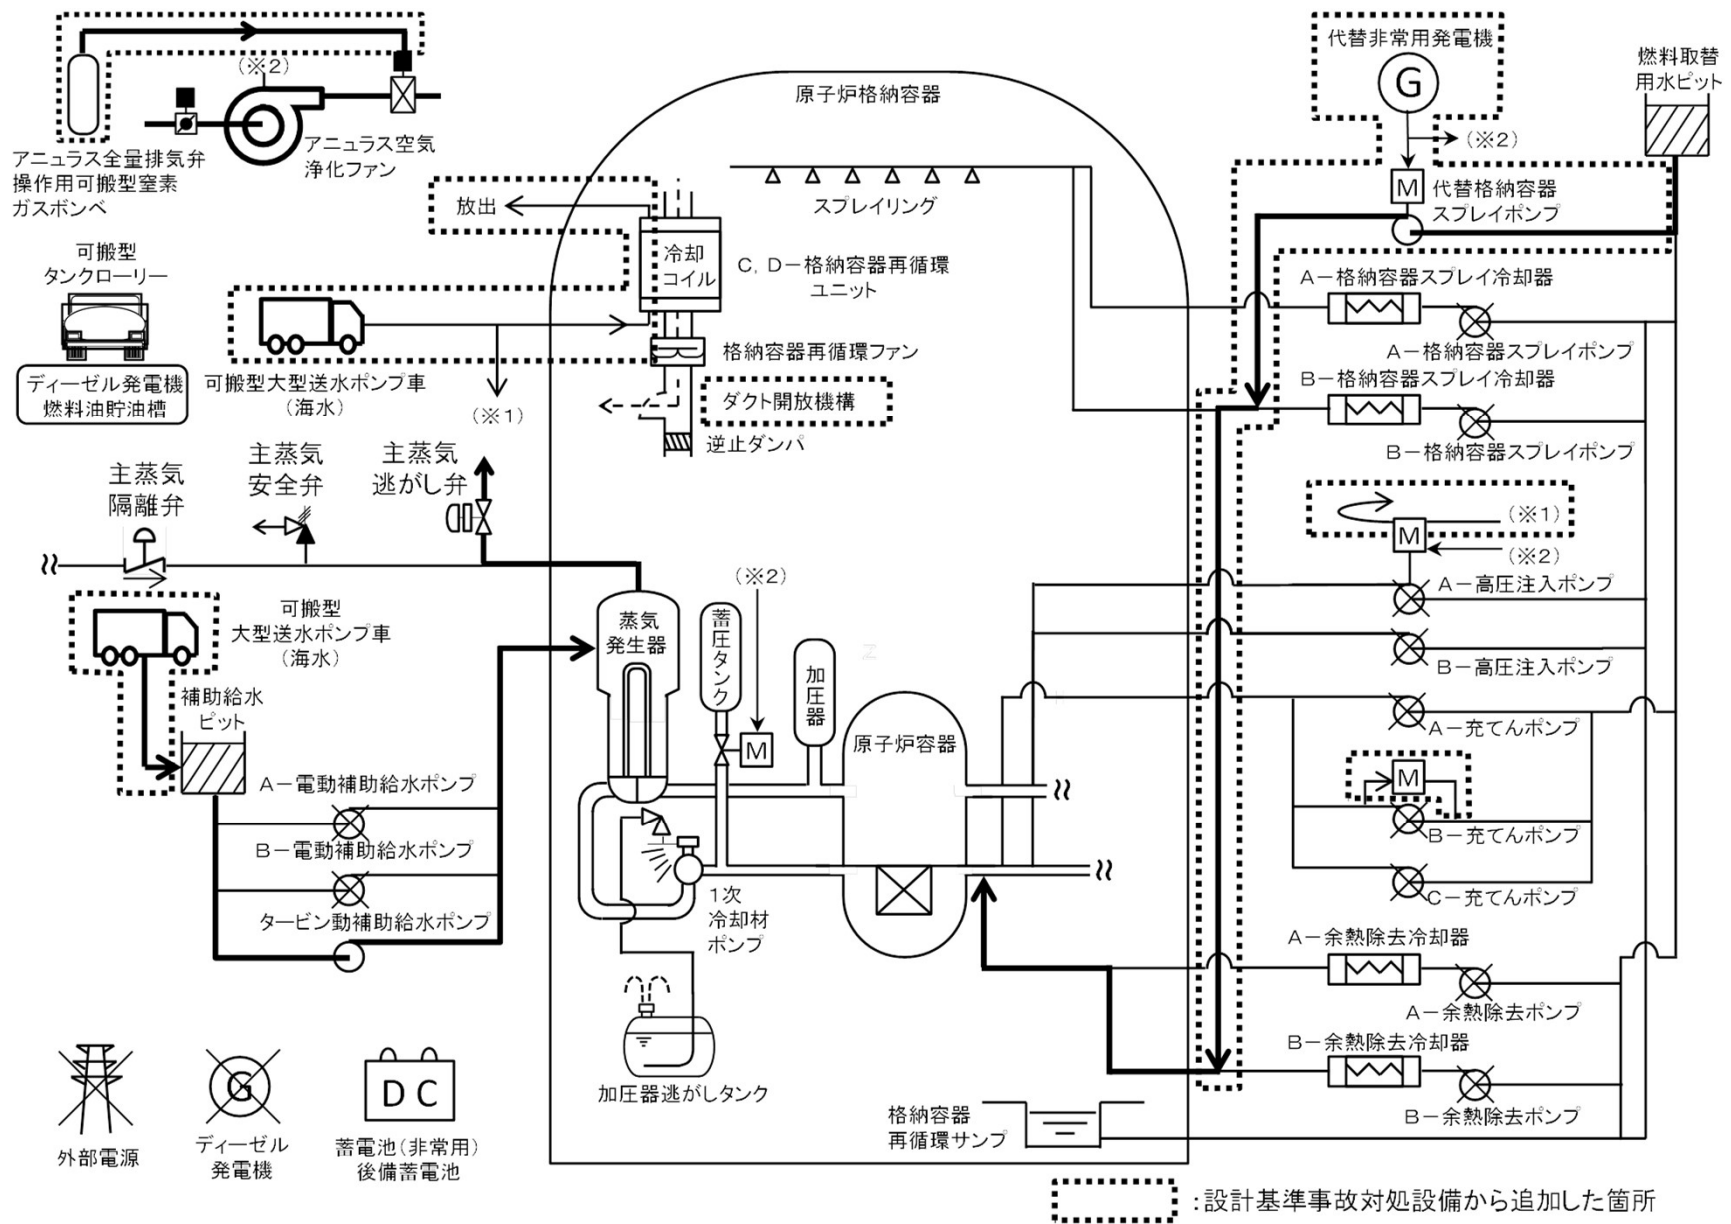 (※2)
アニュラス全量排気弁
操作用可搬型窒素
ガスボンベ
アニュラス空気
浄化ファン
可搬型
タンクローリー
ディーゼル発電機
燃料油貯油槽
放出
可搬型大型送水ポンプ車
(海水)
(※1)
原子炉格納容器
スプレイリング
冷却
コイル
C, D-格納容器再循環
ユニット
格納容器再循環ファン
ダクト開放機構
逆止ダンパ
代替非常用発電機
G
(※2)
M
代替格納容器
スプレイポンプ
燃料取替
用水ピット
A-格納容器スプレイ冷却器
A-格納容器スプレイポンプ
B-格納容器スプレイ冷却器
B-格納容器スプレイポンプ
(※1)
M
(※2)
A-高圧注入ポンプ
B-高圧注入ポンプ
A-充てんポンプ
M
B-充てんポンプ
C-充てんポンプ
A-余熱除去冷却器
A-余熱除去ポンプ
B-余熱除去冷却器
B-余熱除去ポンプ
主蒸気
隔離弁
主蒸気
安全弁
主蒸気
逃がし弁
可搬型
大型送水ポンプ車
(海水)
補助給水
ピット
A-電動補助給水ポンプ
B-電動補助給水ポンプ
タービン動補助給水ポンプ
蒸気
発生器
(※2)
蓄圧タンク
M
加圧器
原子炉容器
1次
冷却材
ポンプ
加圧器逃がしタンク
格納容器
再循環サンプ
外部電源
G
ディーゼル
発電機
DC
蓄電池(非常用)
後備蓄電池
:設計基準事故対処設備から追加した箇所